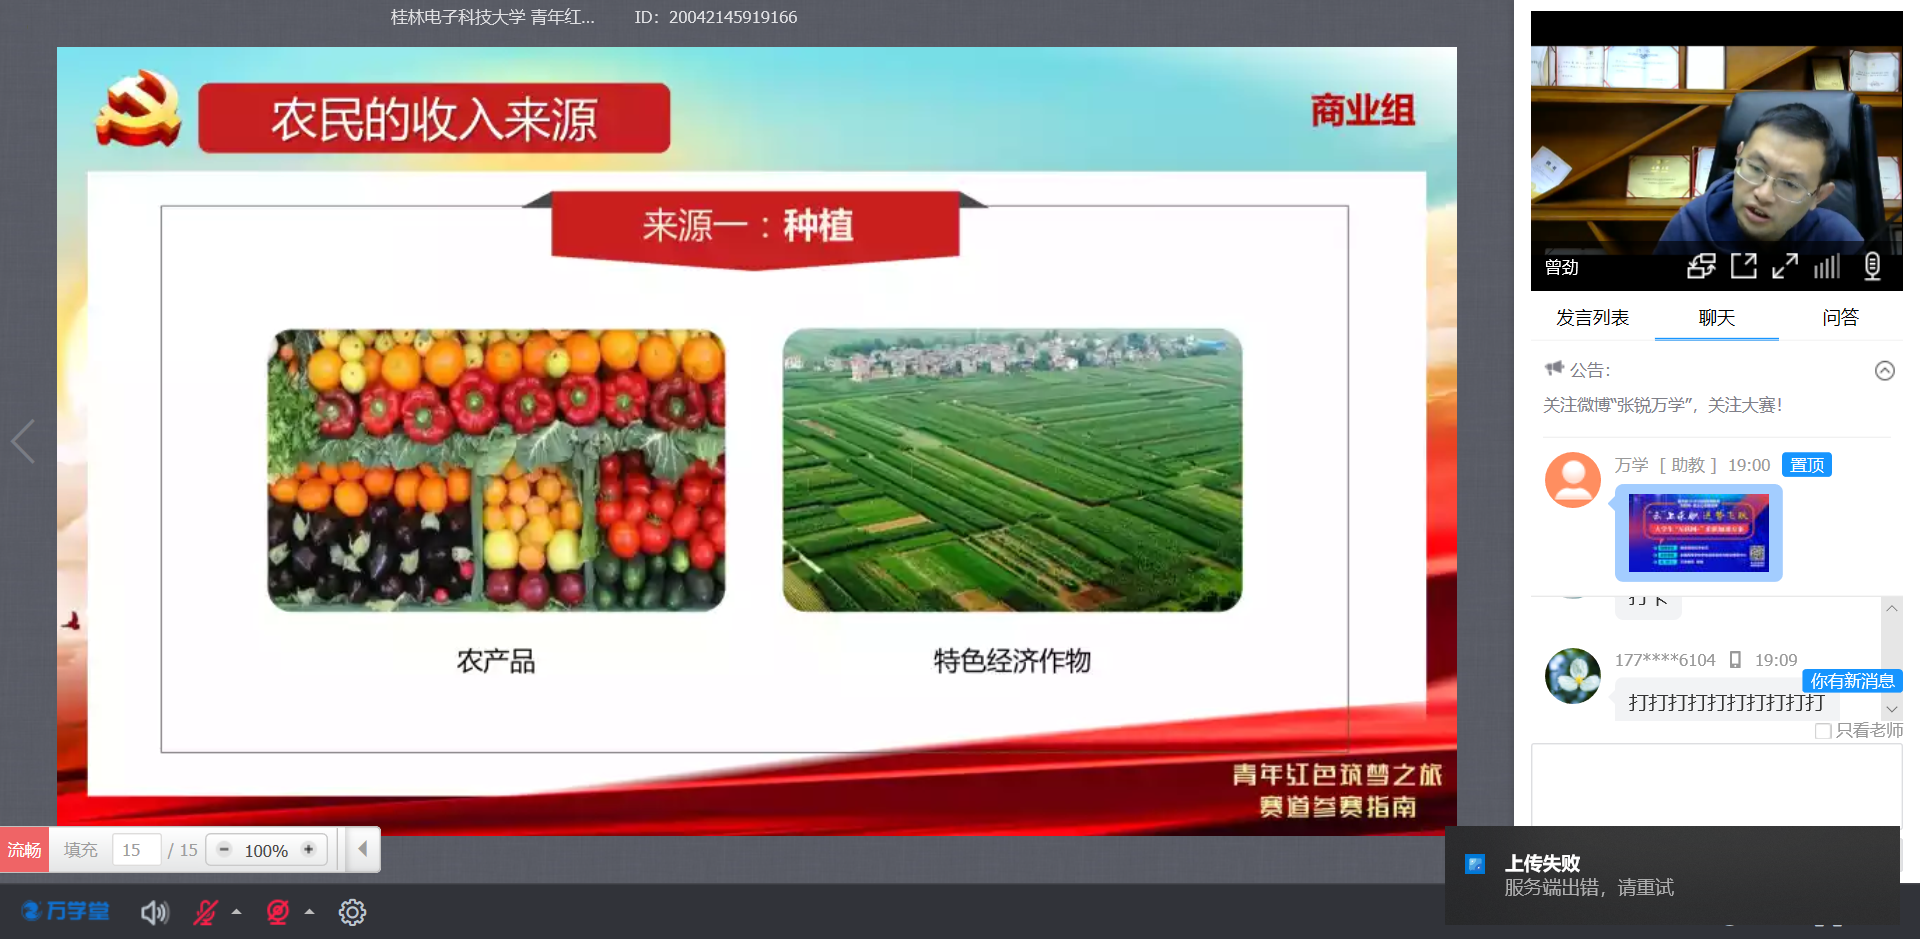 桂林电子科技大学 青年红...
ID：20042145919166
农民的收入来源
商业组
来源一：种植
农产品
特色经济作物
青年红色筑梦之旅
赛道参赛指南
曾劲
发言列表
聊天
问答
公告：
关注微博“张锐万学”，关注大赛！
万学 [ 助教 ] 19:00 置顶
打卡
177****6104 19:09
你有新消息
打打打打打打打打打打
只看老师
流畅 填充 15 / 15 100%
上传失败
服务端出错，请重试
万学堂